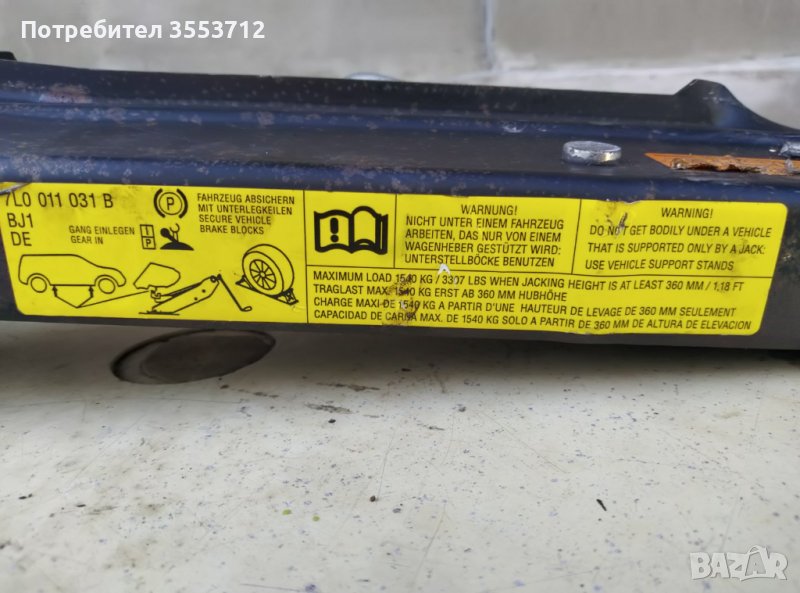 Потребител 3553712
7L0 011 031 B
BJ1
DE
GANG EINLEGEN
GEAR IN
P
I
P
FAHRZEUG ABSICHERN
MIT UNTERLEGKEILEN
SECURE VEHICLE
BRAKE BLOCKS
WARNUNG!
NICHT UNTER EINEM FAHRZEUG
ARBEITEN, DAS NUR VON EINEM
WAGENHEBER GESTÜTZT WIRD:
UNTERSTELLBÖCKE BENUTZEN
WARNING!
DO NOT GET BODILY UNDER A VEHICLE
THAT IS SUPPORTED ONLY BY A JACK:
USE VEHICLE SUPPORT STANDS
MAXIMUM LOAD 1540 KG / 3307 LBS WHEN JACKING HEIGHT IS AT LEAST 360 MM / 1,18 FT
TRAGLAST MAX. 1540 KG ERST AB 360 MM HUBHÖHE
CHARGE MAXI DE 1540 KG A PARTIR D'UNE HAUTEUR DE LEVAGE DE 360 MM SEULEMENT
CAPACIDAD DE CARGA MAX. DE 1540 KG SOLO A PARTIR DE 360 MM DE ALTURA DE ELEVACION
BAZAR